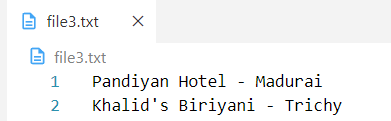 file3.txt
file3.txt
1 Pandiyan Hotel - Madurai
2 Khalid's Biriyani - Trichy